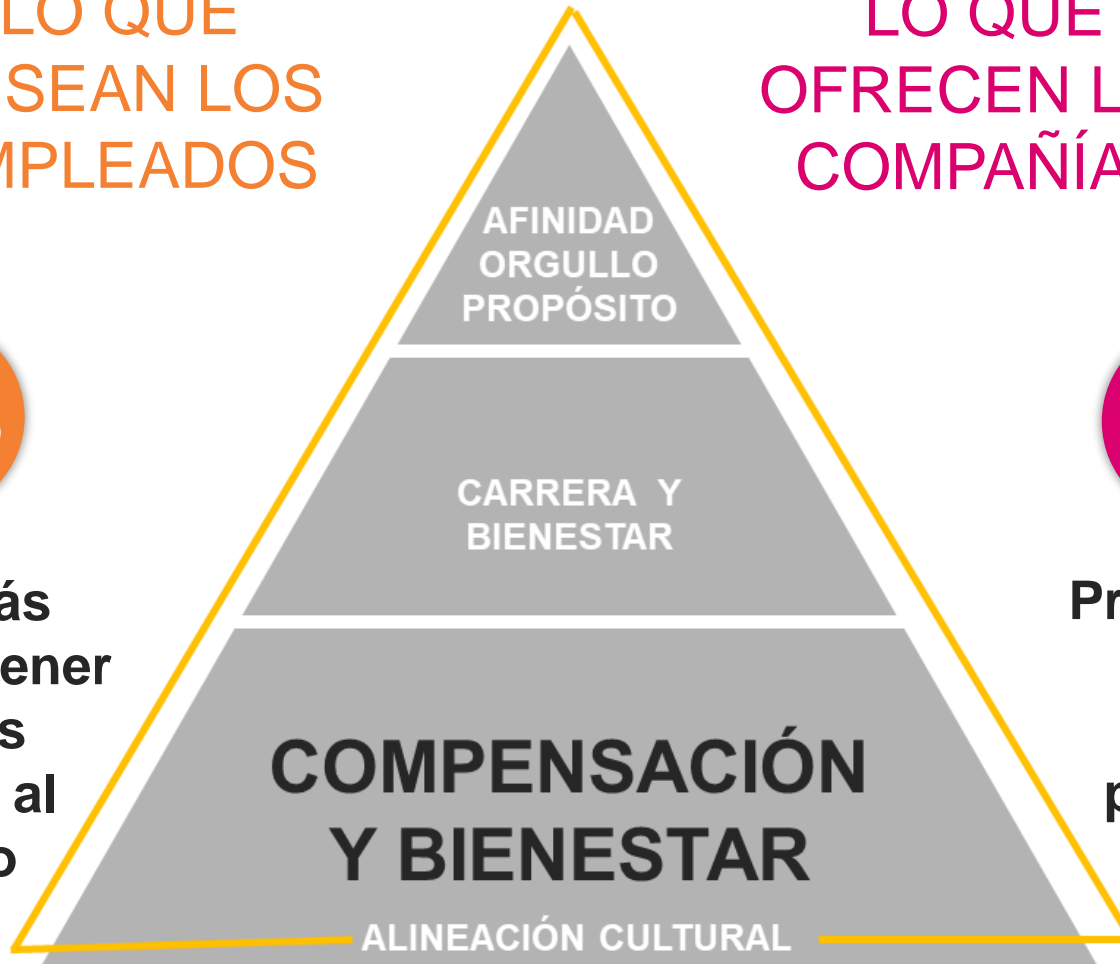 LO QUE
SEAN LOS
MPLEADOS
LO QUE
OFRECEN L
COMPAÑÍA
AFINIDAD
ORGULLO
PROPÓSITO
CARRERA Y
BIENESTAR
ás
ener
s
al
o
Pr
p
COMPENSACIÓN
Y BIENESTAR
ALINEACIÓN CULTURAL